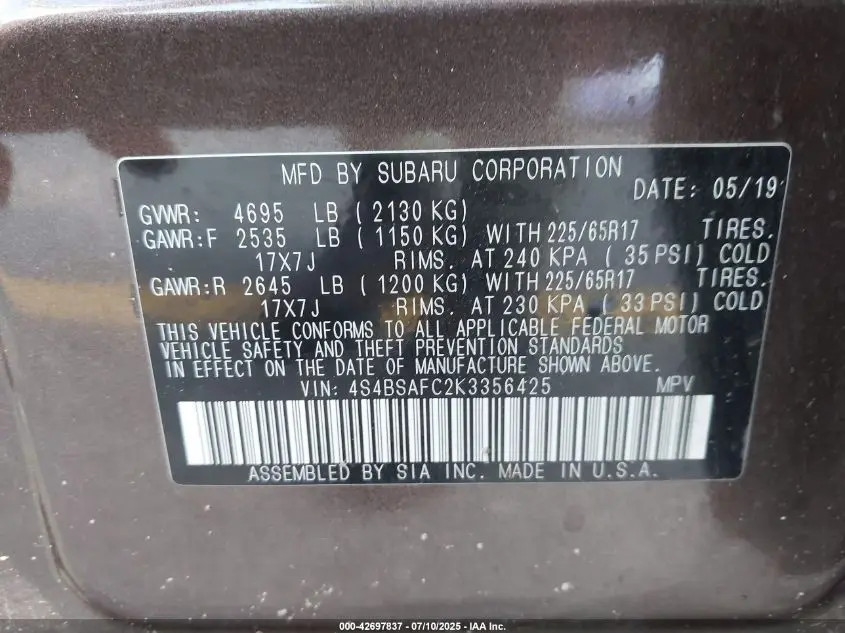 MFD BY SUBARU CORPORATION
DATE: 05/19
GVWR: 4695 LB ( 2130 KG)
GAWR:F 2535 LB ( 1150 KG) WITH 225/65R17 TIRES.
17X7J RIMS. AT 240 KPA ( 35 PSI) COLD
GAWR:R 2645 LB ( 1200 KG) WITH 225/65R17 TIRES.
17X7J RIMS. AT 230 KPA ( 33 PSI) COLD
THIS VEHICLE CONFORMS TO ALL APPLICABLE FEDERAL MOTOR
VEHICLE SAFETY AND THEFT PREVENTION STANDARDS
IN EFFECT ON THE DATE OF MANUFACTURE SHOWN ABOVE.
VIN: 4S4BSAFC2K3356425 MPV
ASSEMBLED BY SIA INC. MADE IN U.S.A.
000-42697837 - 07/10/2025 - IAA Inc.